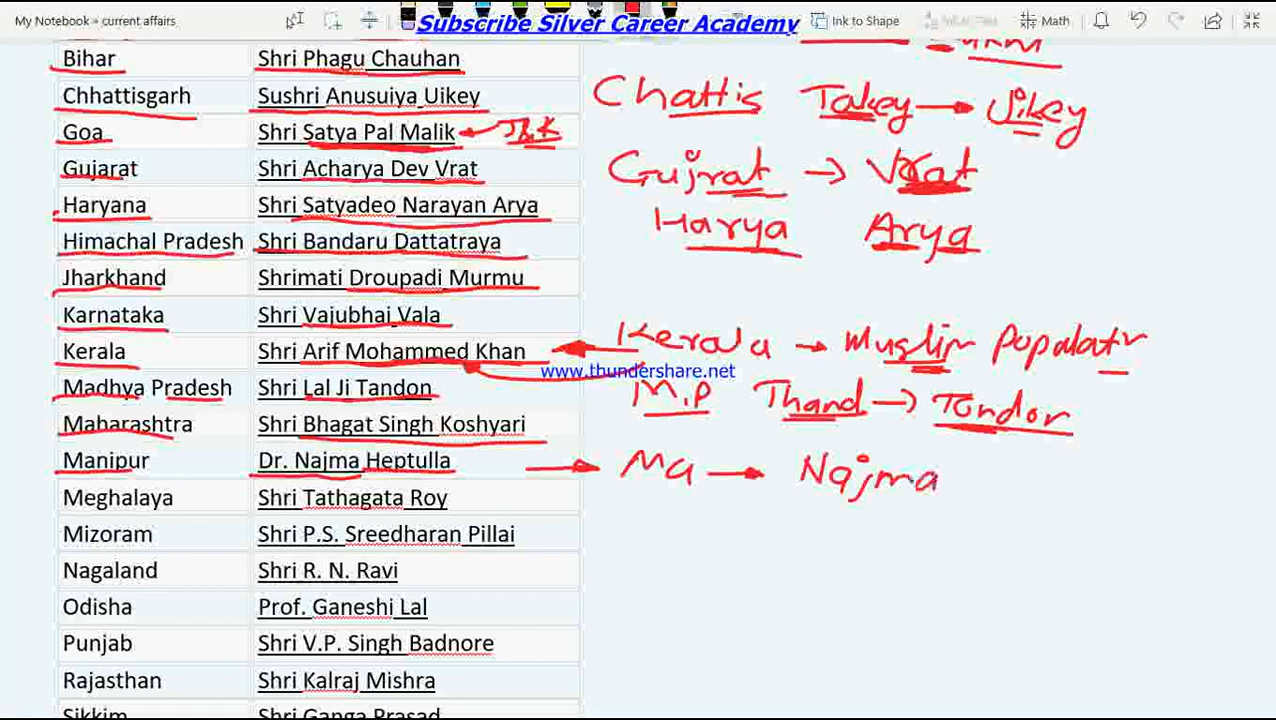 My Notebook » current affairs
Subscribe Silver Career Academy
Ink to Shape
Math
Bihar Shri Phagu Chauhan
Chhattisgarh Sushri Anusuiya Uikey Chattis Takey → Uikey
Goa Shri Satya Pal Malik J&K
Gujarat Shri Acharya Dev Vrat Gujrat → Vrat
Haryana Shri Satyadeo Narayan Arya Harya Arya
Himachal Pradesh Shri Bandaru Dattatraya
Jharkhand Shrimati Droupadi Murmu
Karnataka Shri Vajubhai Vala
Kerala Shri Arif Mohammed Khan Kerala → Muslim
www.thundershare.net
Madhya Pradesh Shri Lal Ji Tandon M.P Thand →
Maharashtra Shri Bhagat Singh Koshyari
Manipur Dr. Najma Heptulla → Ma → Najma
Meghalaya Shri Tathagata Roy
Mizoram Shri P.S. Sreedharan Pillai
Nagaland Shri R. N. Ravi
Odisha Prof. Ganeshi Lal
Punjab Shri V.P. Singh Badnore
Rajasthan Shri Kalraj Mishra
Sikkim Shri Ganga Prasad